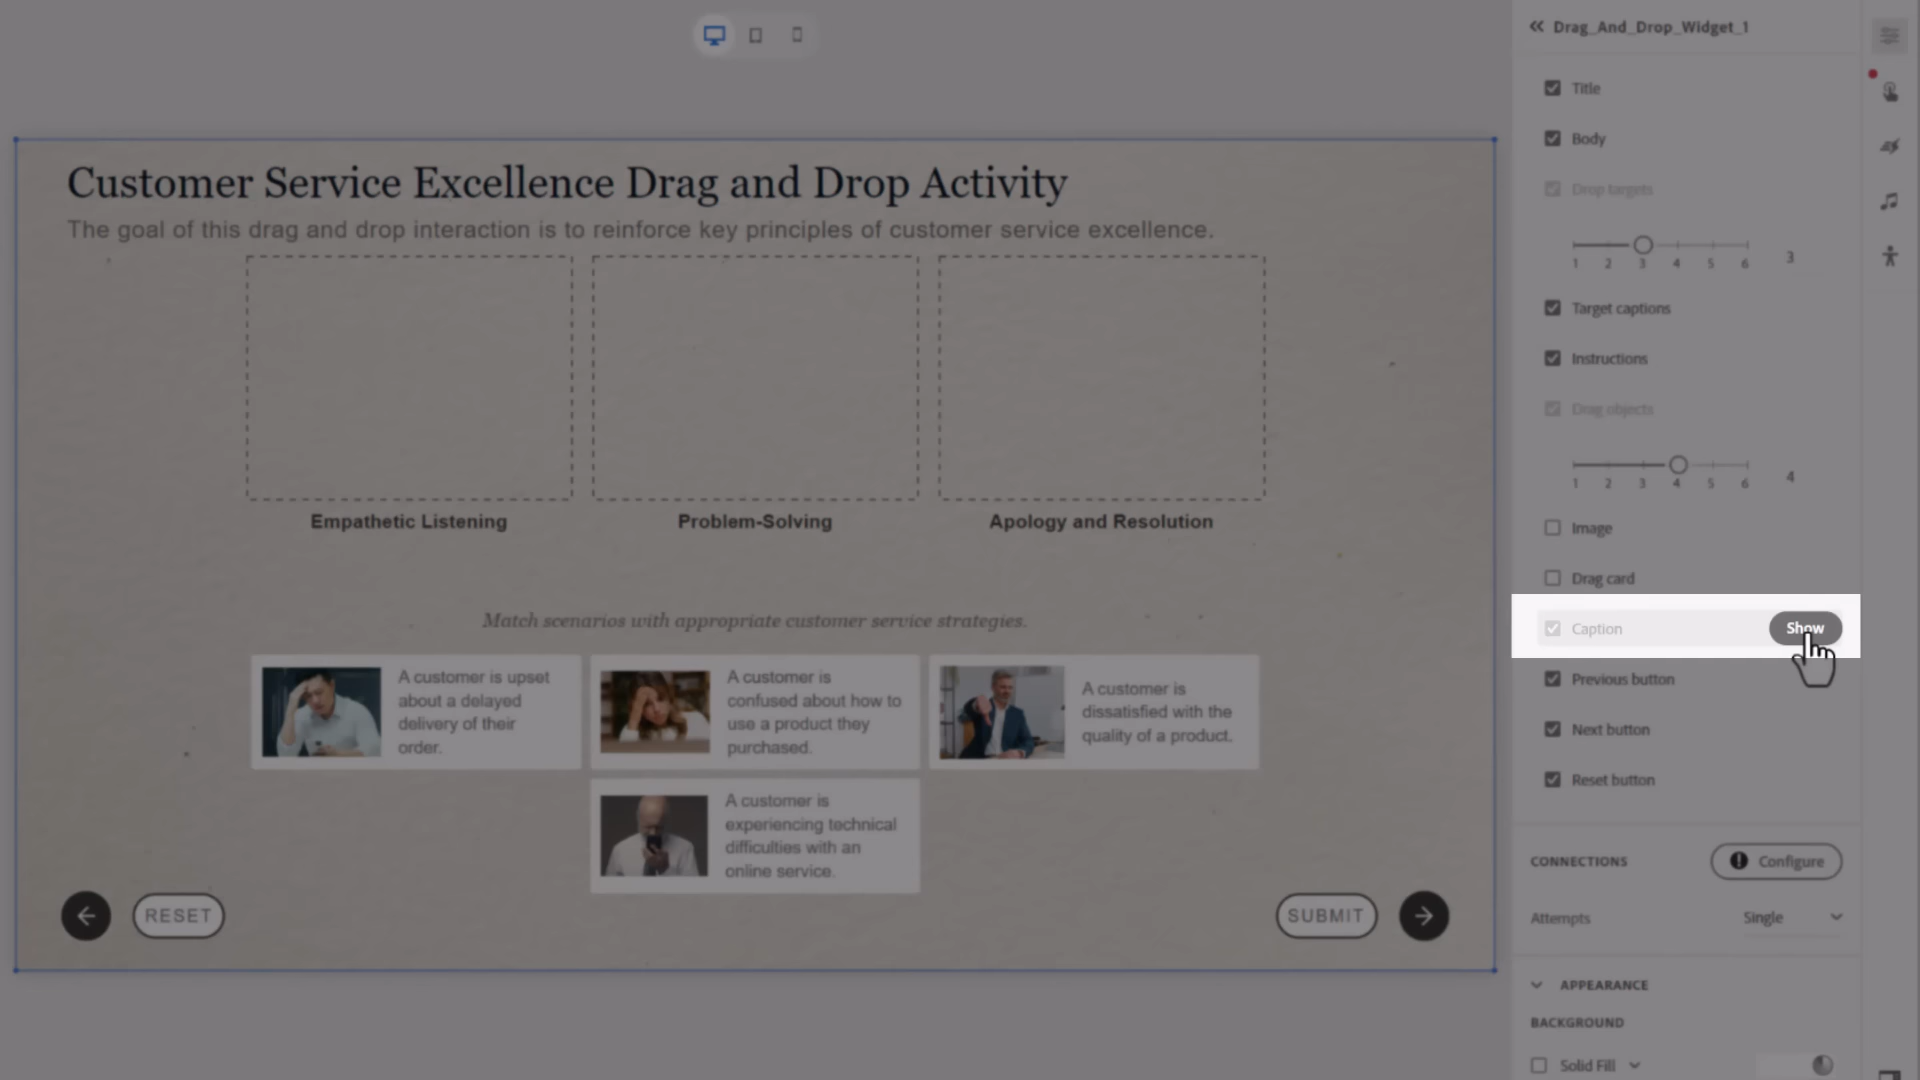 Drag_And_Drop_Widget_1
Title
Body
Drop targets
1 2 3 4 5 6
3
Target captions
Instructions
Drag objects
1 2 3 4 5 6
4
Image
Drag card
Caption
Show
Previous button
Next button
Reset button
CONNECTIONS
Configure
Attempts
Single
APPEARANCE
BACKGROUND
Solid Fill
Customer Service Excellence Drag and Drop Activity
The goal of this drag and drop interaction is to reinforce key principles of customer service excellence.
Empathetic Listening
Problem-Solving
Apology and Resolution
Match scenarios with appropriate customer service strategies.
A customer is upset
about a delayed
delivery of their
order.
A customer is
confused about how to
use a product they
purchased.
A customer is
dissatisfied with the
quality of a product.
A customer is
experiencing technical
difficulties with an
online service.
RESET
SUBMIT